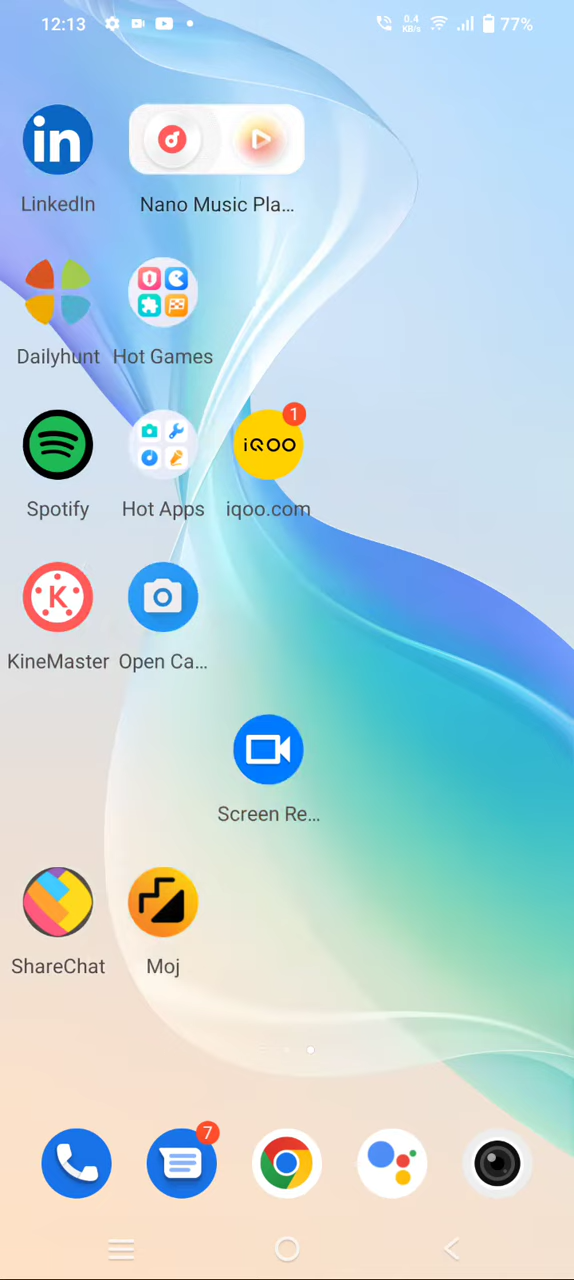 12:13
0.4
KB/s
77%
in
LinkedIn
Nano Music Pla...
Dailyhunt
Hot Games
1
iQOO
Spotify
Hot Apps
iqoo.com
K
KineMaster
Open Ca...
Screen Re...
ShareChat
Moj
7